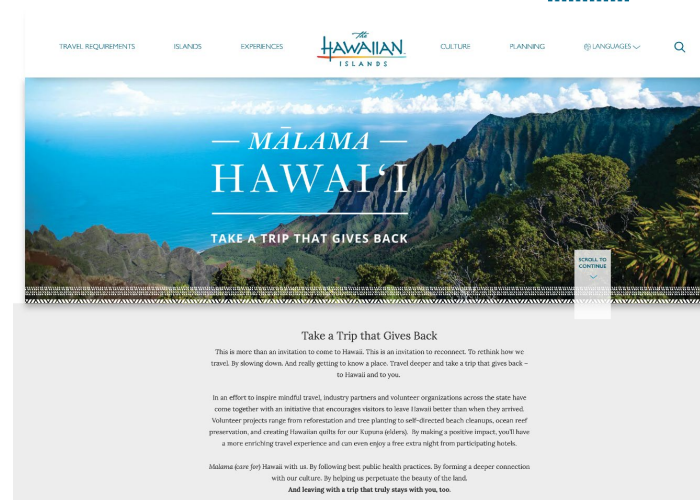 TRAVEL REQUIREMENTS
ISLANDS
EXPERIENCES
the
HAWAIIAN
ISLANDS
CULTURE
PLANNING
LANGUAGES
MĀLAMA
HAWAIʻI
TAKE A TRIP THAT GIVES BACK
SCROLL TO
CONTINUE
Take a Trip that Gives Back
This is more than an invitation to come to Hawaii. This is an invitation to reconnect. To rethink how we
travel. By slowing down. And really getting to know a place. Travel deeper and take a trip that gives back –
to Hawaii and to you.
In an effort to inspire mindful travel, industry partners and volunteer organizations across the state have
come together with an initiative that encourages visitors to leave Hawaii better than when they arrived.
Volunteer projects range from reforestation and tree planting to self-directed beach cleanups, ocean reef
preservation, and creating Hawaiian quilts for our Kupuna (elders). By making a positive impact, you'll have
a more enriching travel experience and can even enjoy a free extra night from participating hotels.
Malama (care for) Hawaii with us. By following best public health practices. By forming a deeper connection
with our culture. By helping us perpetuate the beauty of the land.
And leaving with a trip that truly stays with you, too.